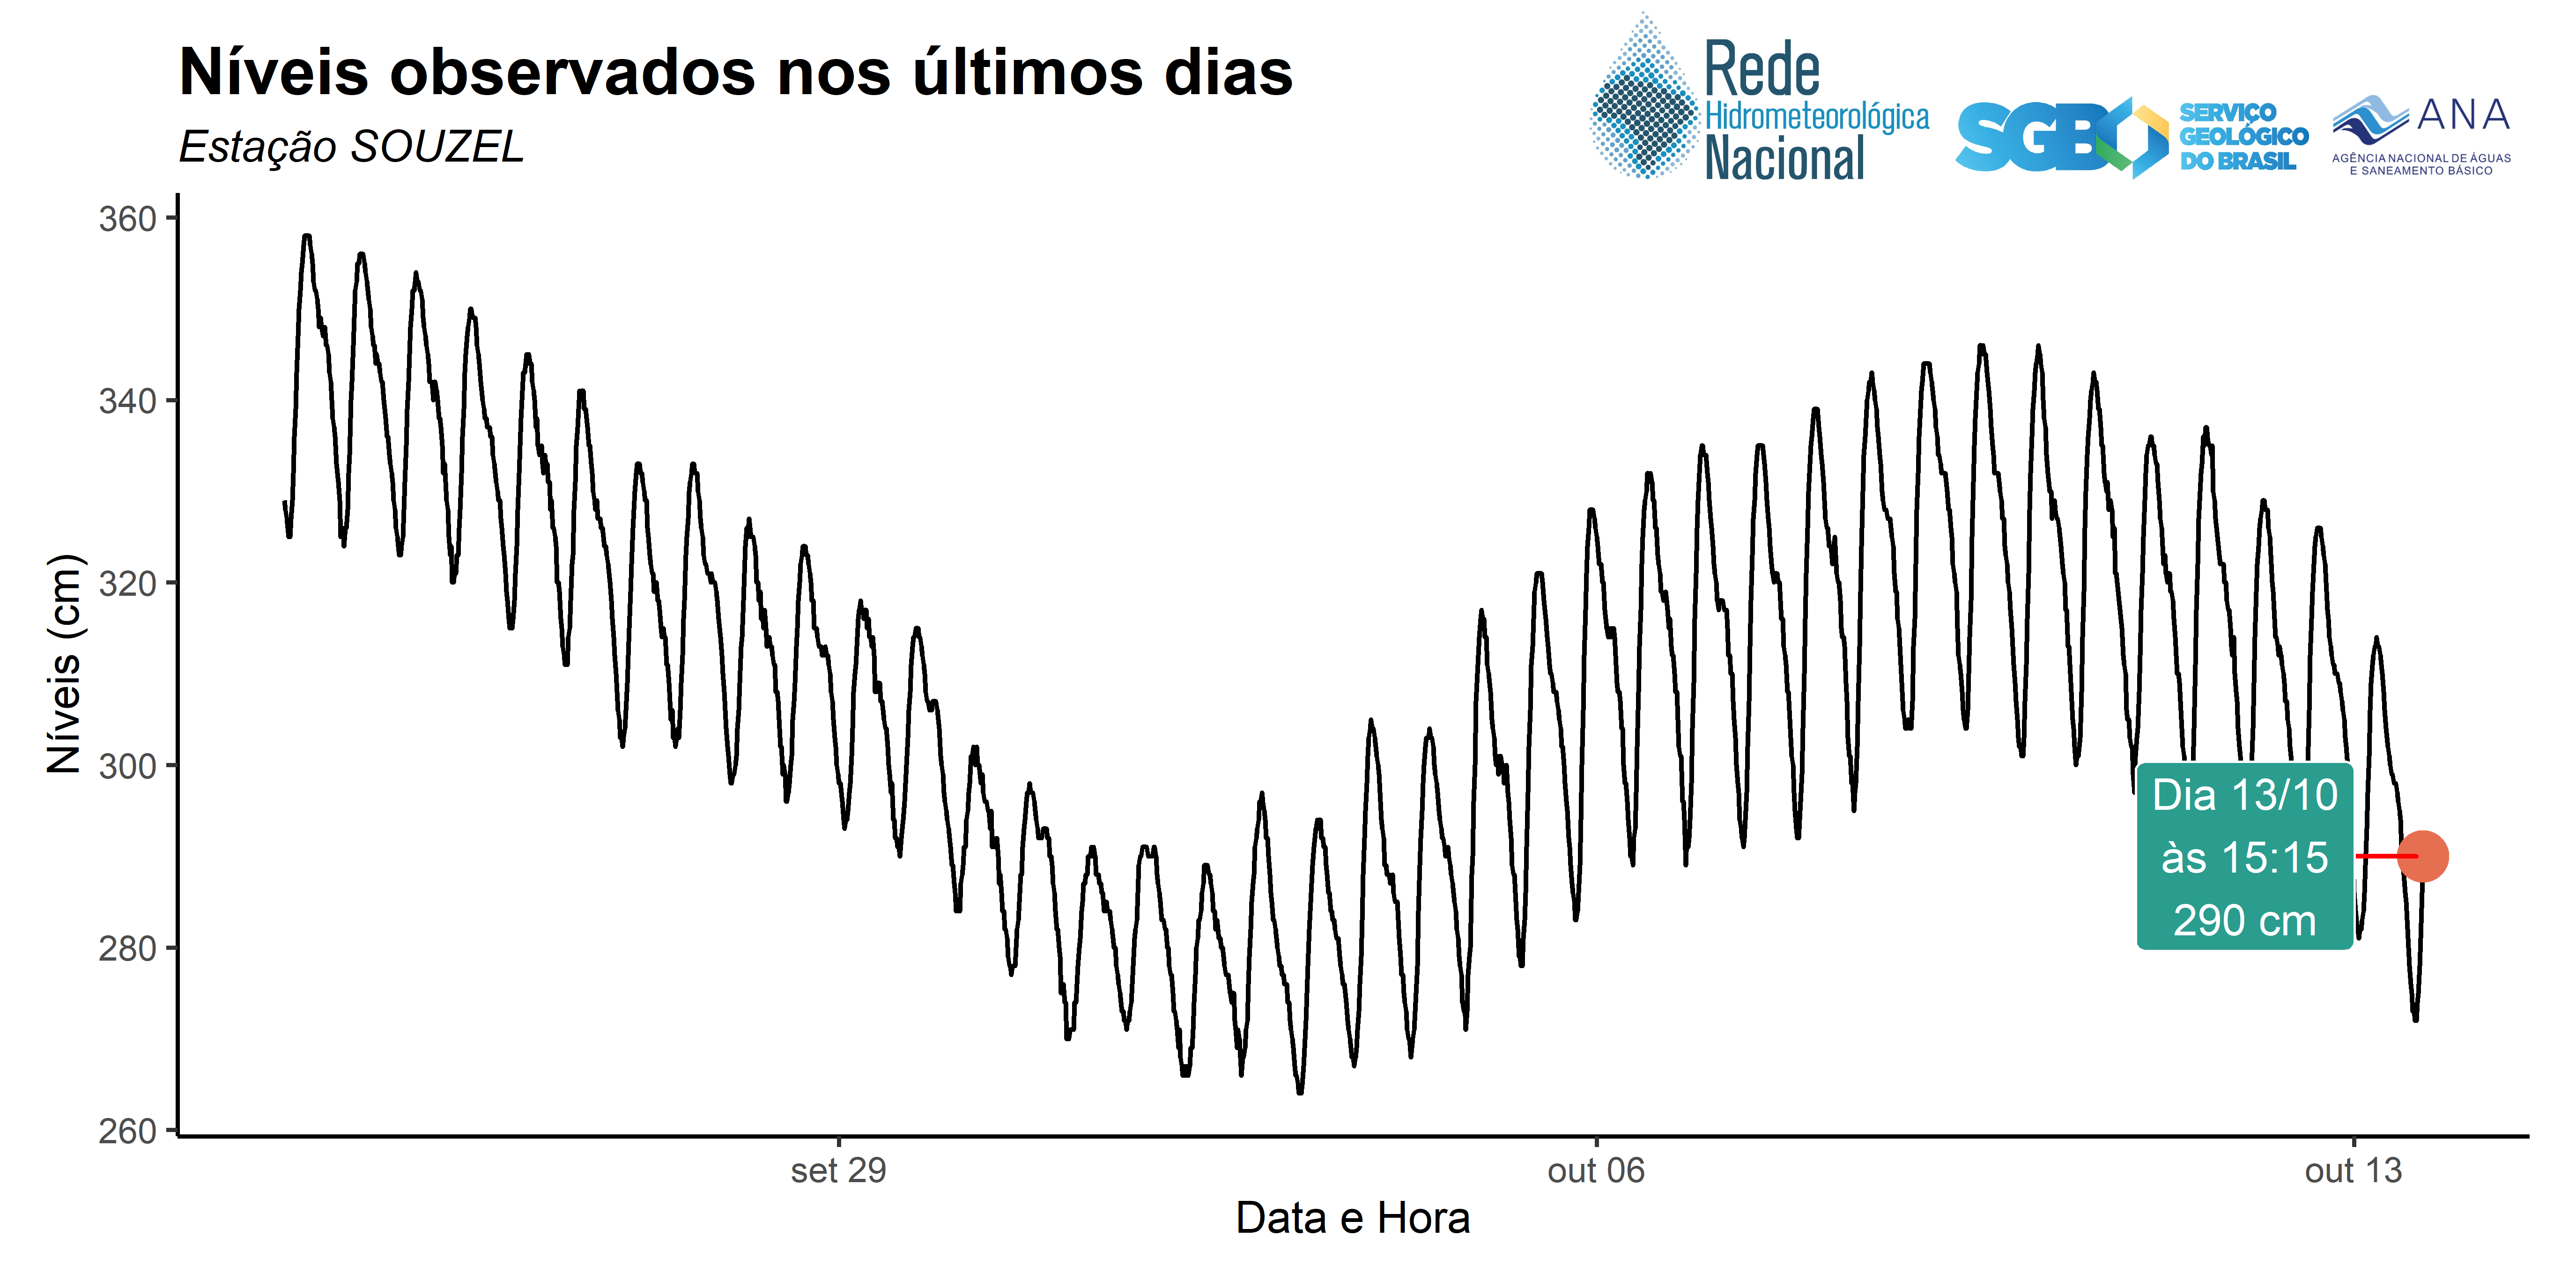 Níveis observados nos últimos dias
Estação SOUZEL
Rede
Hidrometeorológica
Nacional
SGB
SERVIÇO
GEOLÓGICO
DO BRASIL
ANA
AGÊNCIA NACIONAL DE ÁGUAS
E SANEAMENTO BÁSICO
360
340
320
300
280
260
Níveis (cm)
Dia 13/10
às 15:15
290 cm
set 29
out 06
out 13
Data e Hora